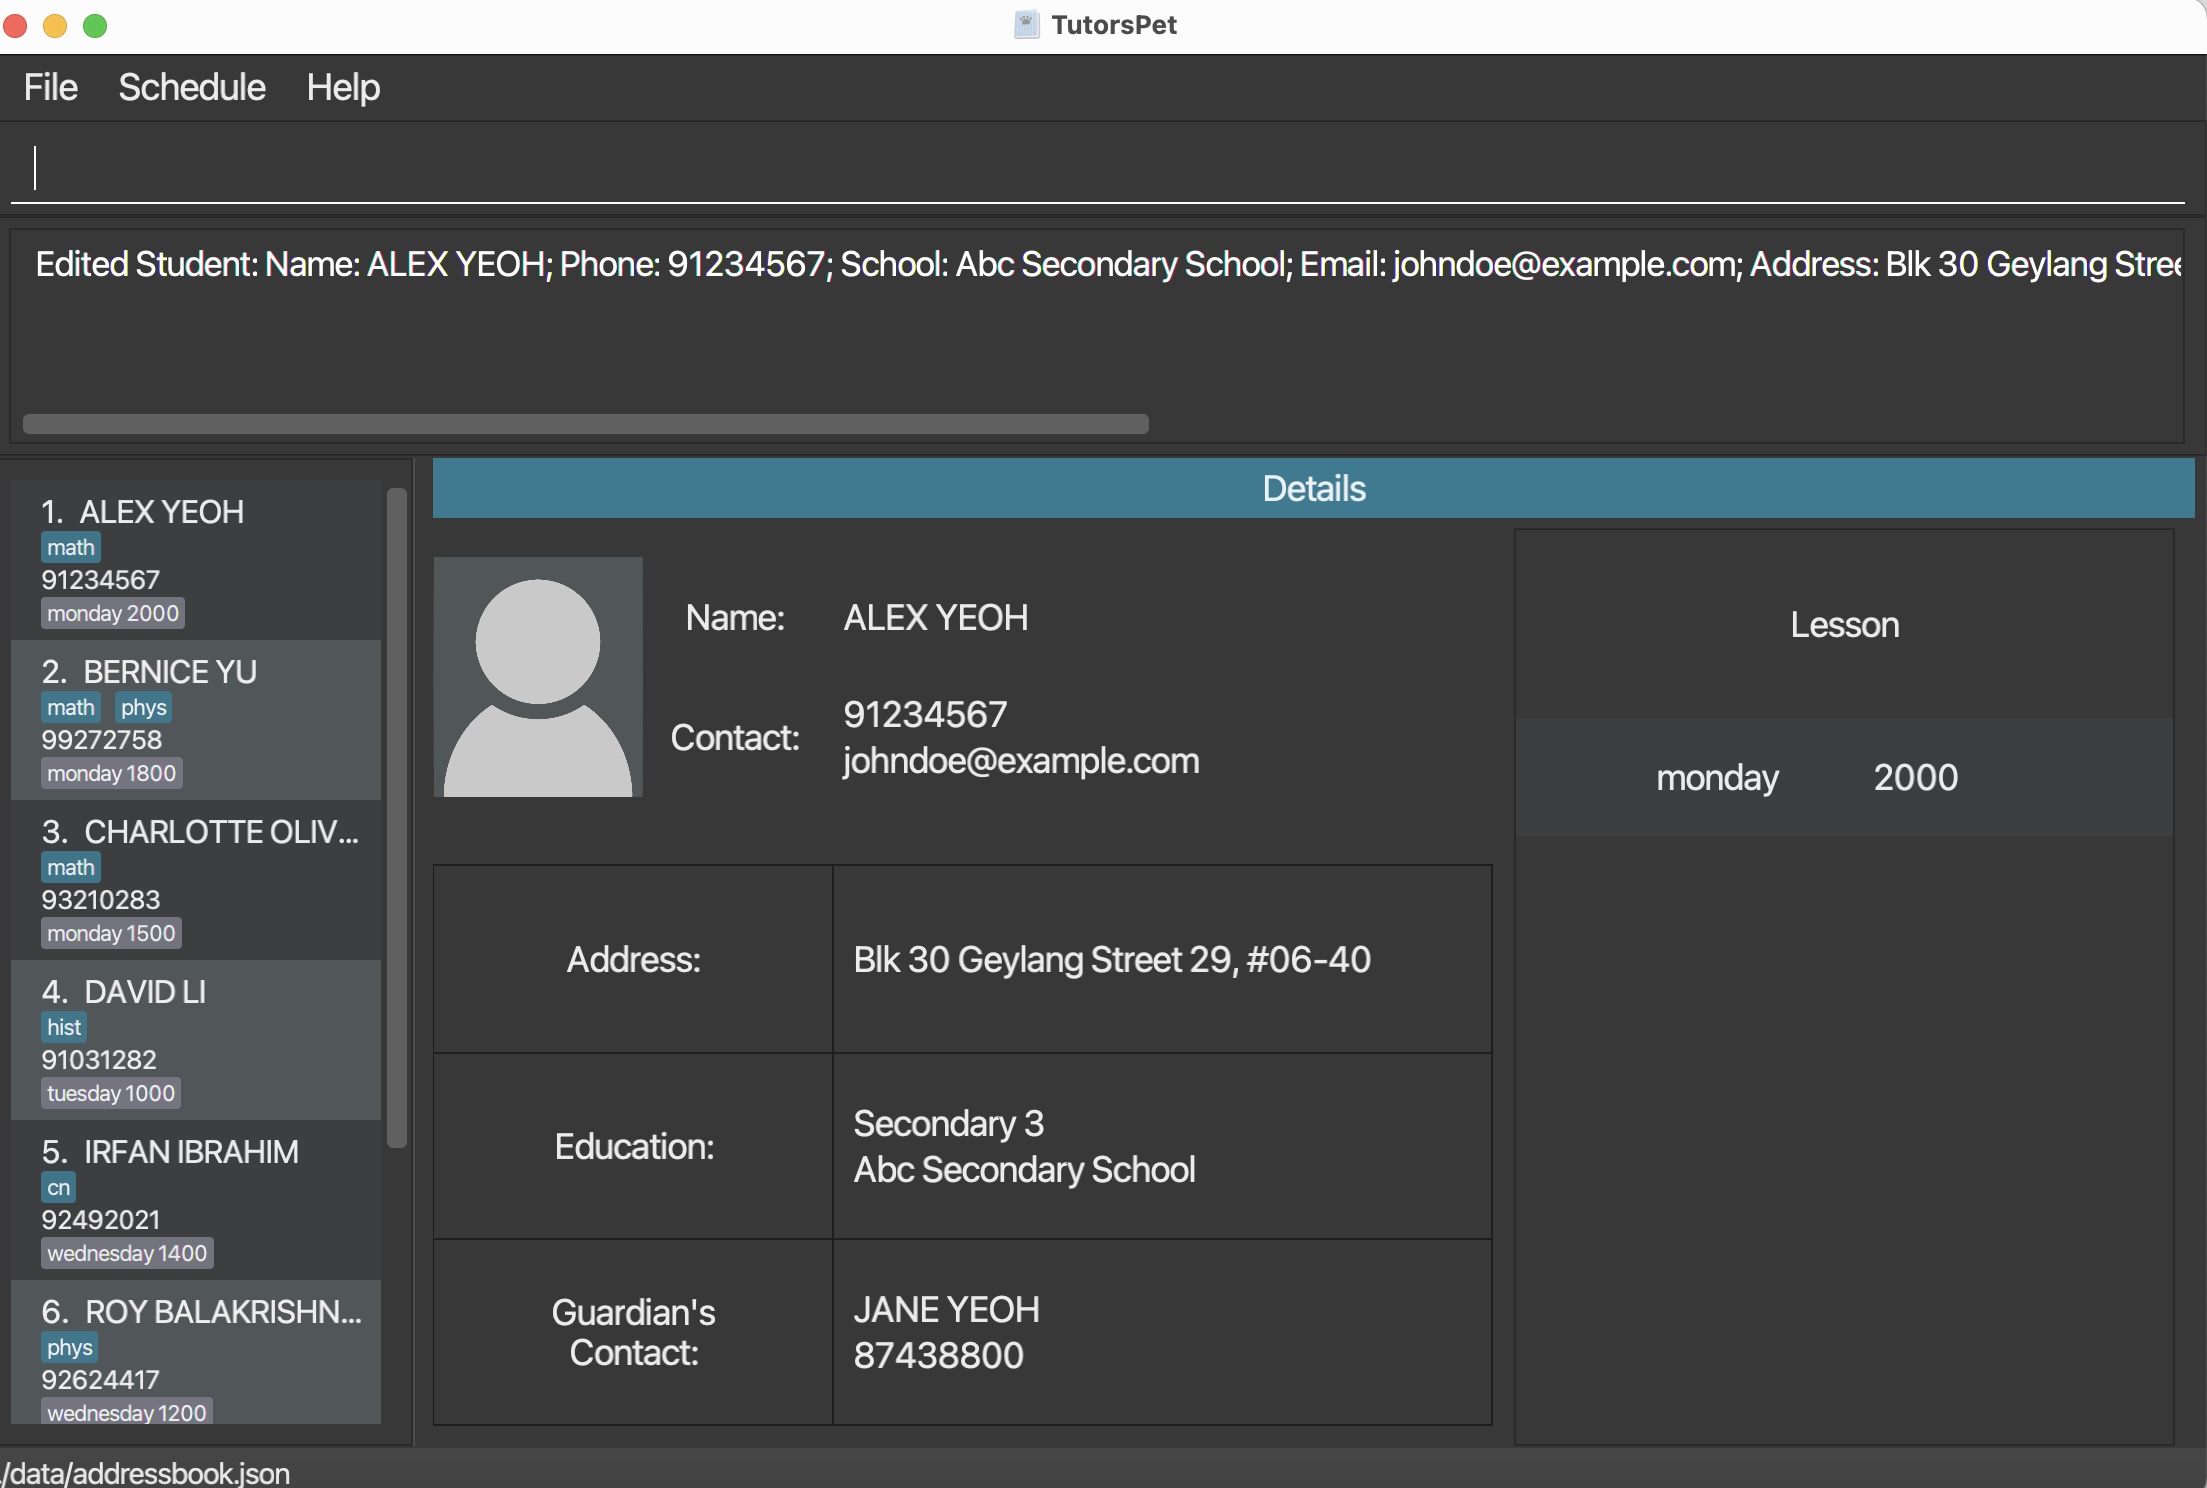 TutorsPet
File Schedule Help
Edited Student: Name: ALEX YEOH; Phone: 91234567; School: Abc Secondary School; Email: johndoe@example.com; Address: Blk 30 Geylang
1. ALEX YEOH
math
91234567
monday 2000
2. BERNICE YU
math phys
99272758
monday 1800
3. CHARLOTTE OLIV...
math
93210283
monday 1500
4. DAVID LI
hist
91031282
tuesday 1000
5. IRFAN IBRAHIM
cn
92492021
wednesday 1400
6. ROY BALAKRISHN...
phys
92624417
wednesday 1200
Details
Name: ALEX YEOH
Contact:
91234567
johndoe@example.com
Address: Blk 30 Geylang Street 29, #06-40
Education:
Secondary 3
Abc Secondary School
Guardian's
Contact:
JANE YEOH
87438800
Lesson
monday 2000
/data/addressbook.json